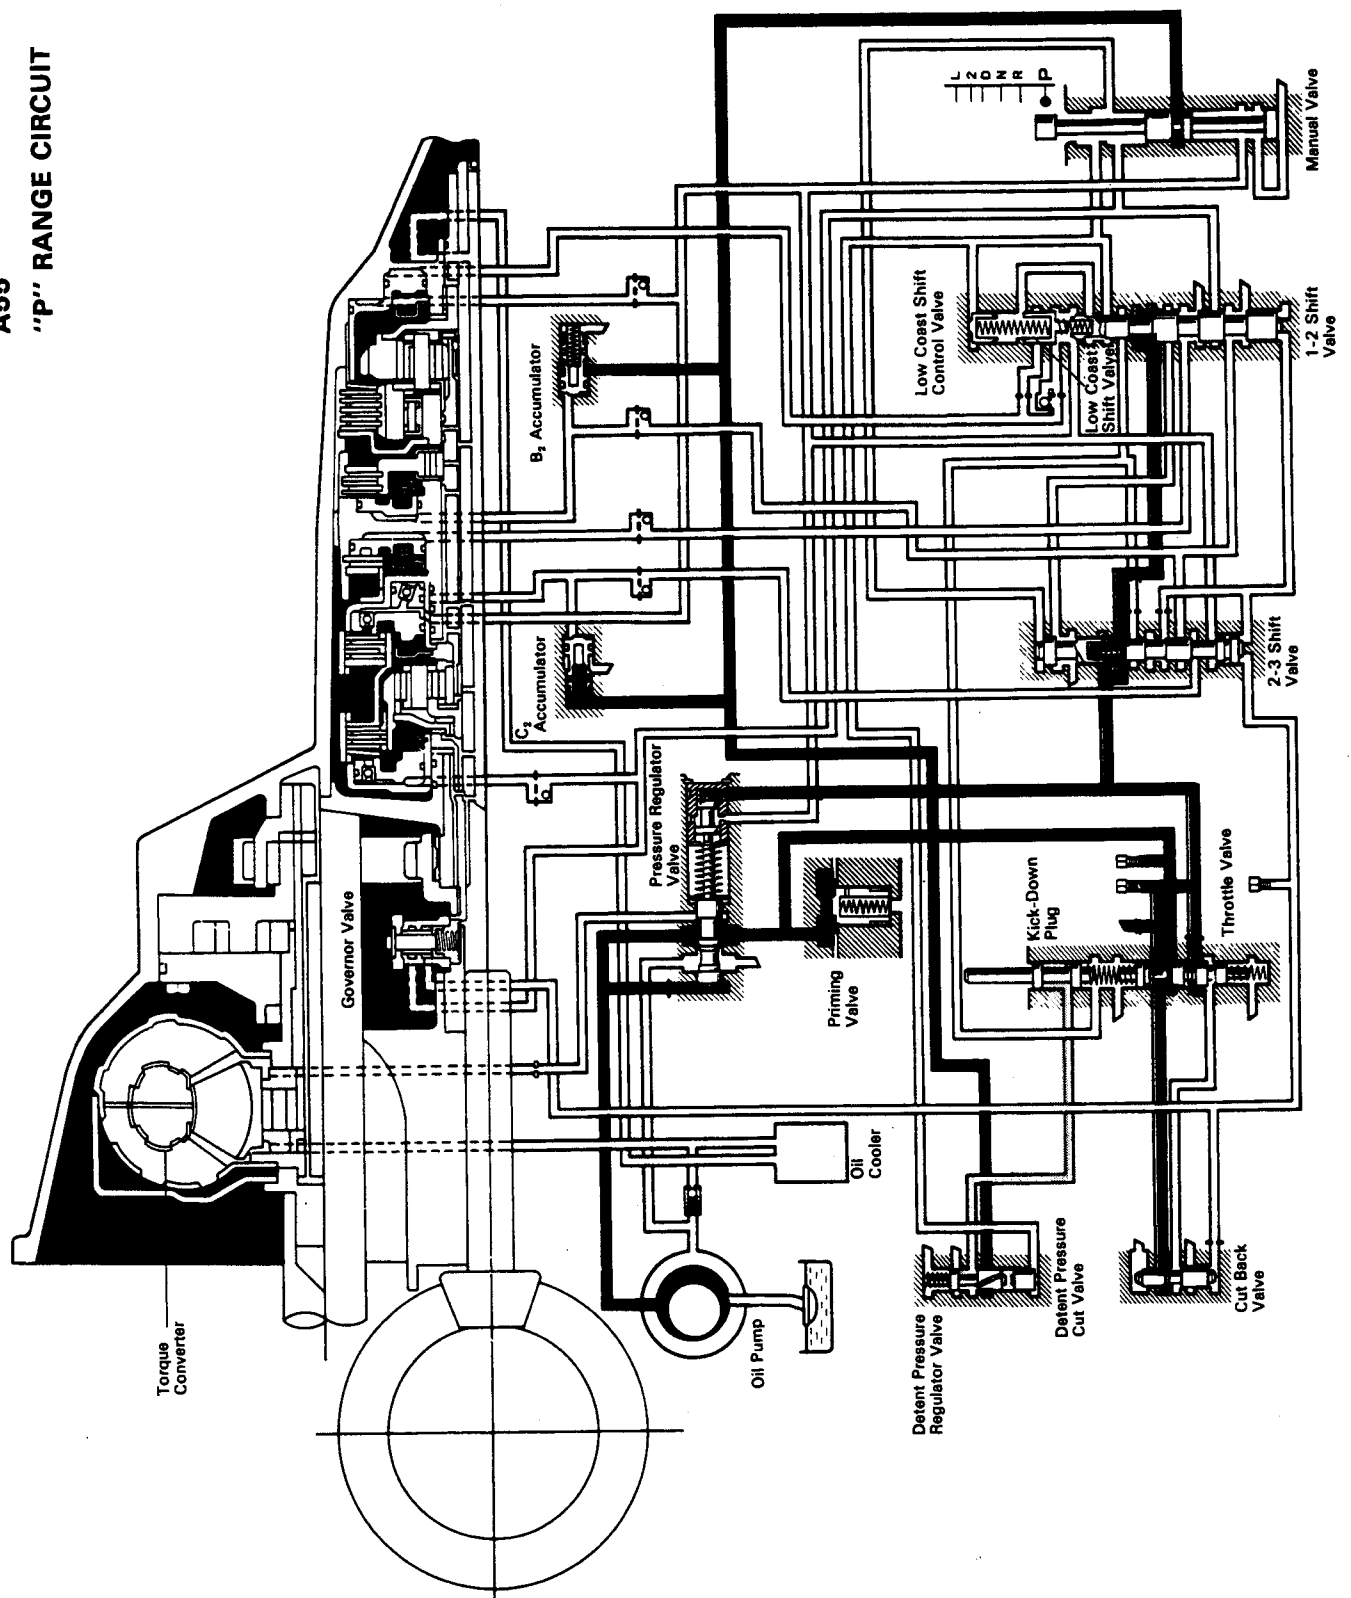 "P" RANGE CIRCUIT
Torque
Converter
Governor Valve
C₂
Accumulator
B₂ Accumulator
Pressure Regulator
Valve
Priming
Valve
Oil
Cooler
Oil Pump
Low Coast Shift
Control Valve
Low Coast
Shift Valve
L
2
D
N
R
P
Manual Valve
1-2 Shift
Valve
2-3 Shift
Valve
Kick-Down
Plug
Throttle Valve
Detent Pressure
Regulator Valve
Detent Pressure
Cut Valve
Cut Back
Valve